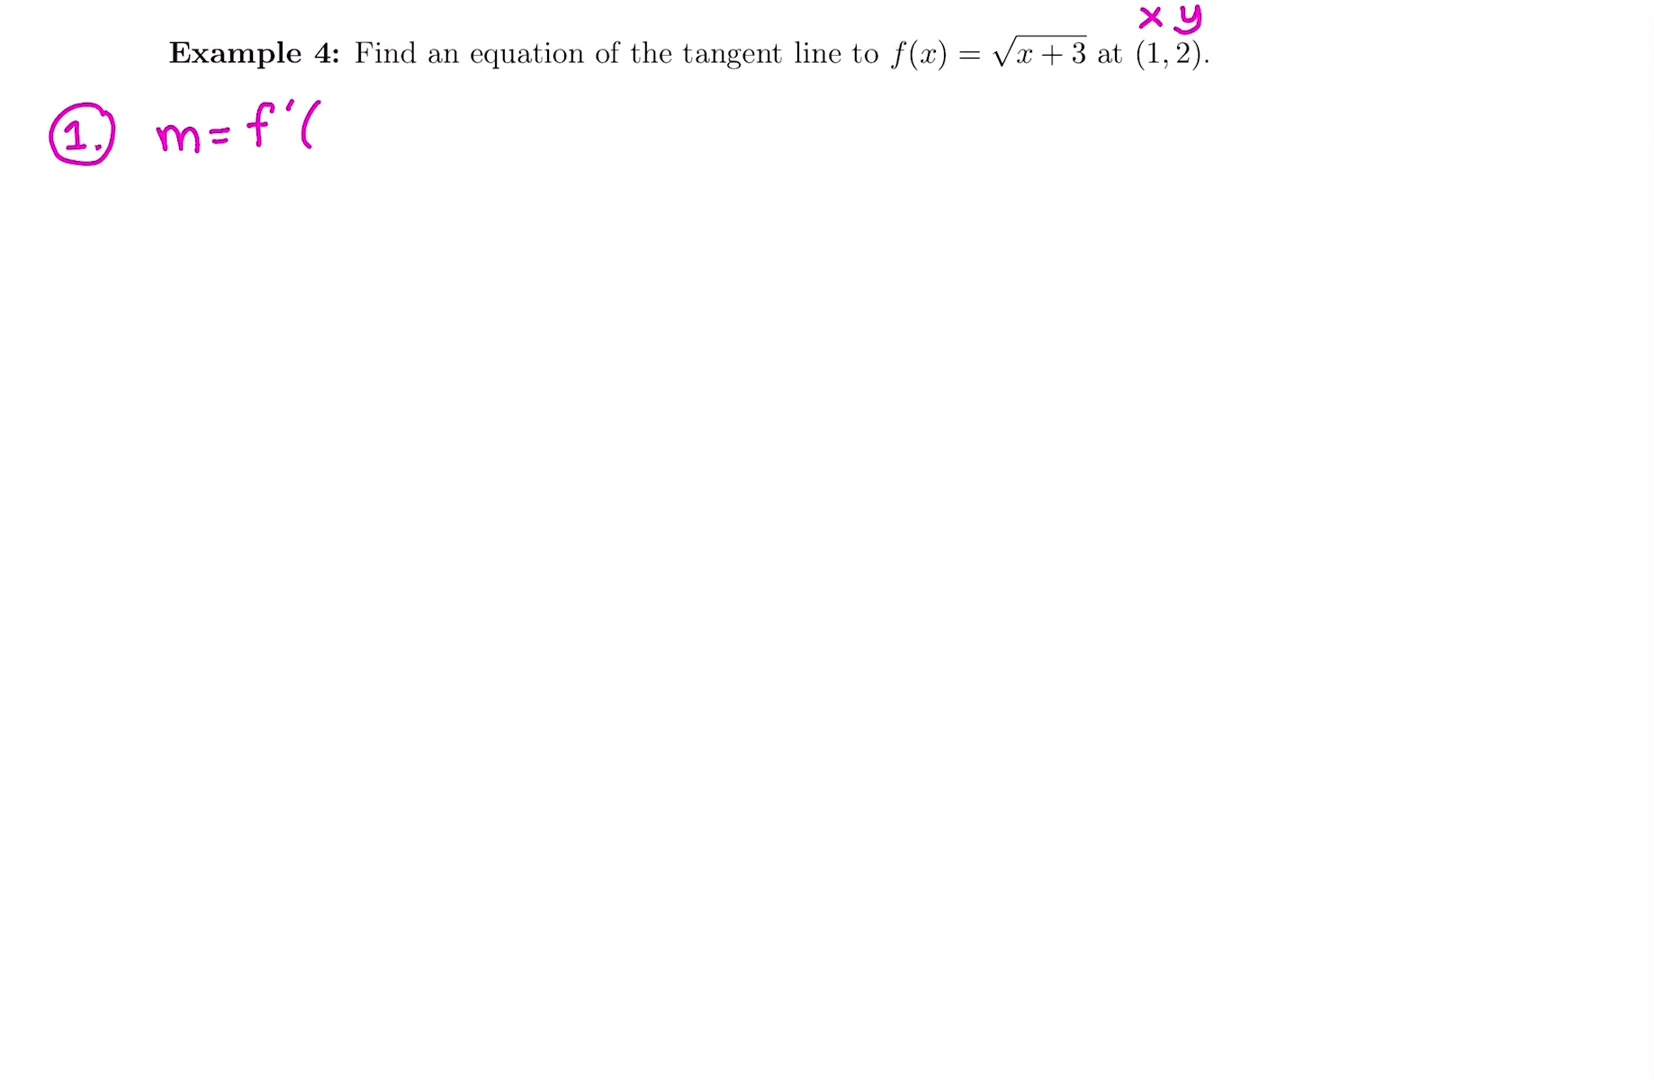 x y
Example 4: Find an equation of the tangent line to f(x) = √x + 3 at (1, 2).
1. m = f'(